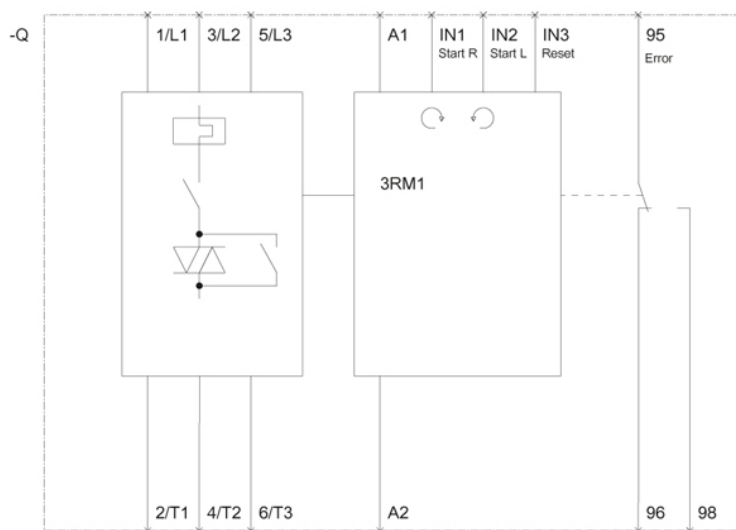 -Q
1/L1 3/L2 5/L3 A1 IN1 IN2 IN3 95
Start R Start L Reset Error
3RM1
2/T1 4/T2 6/T3 A2 96 98